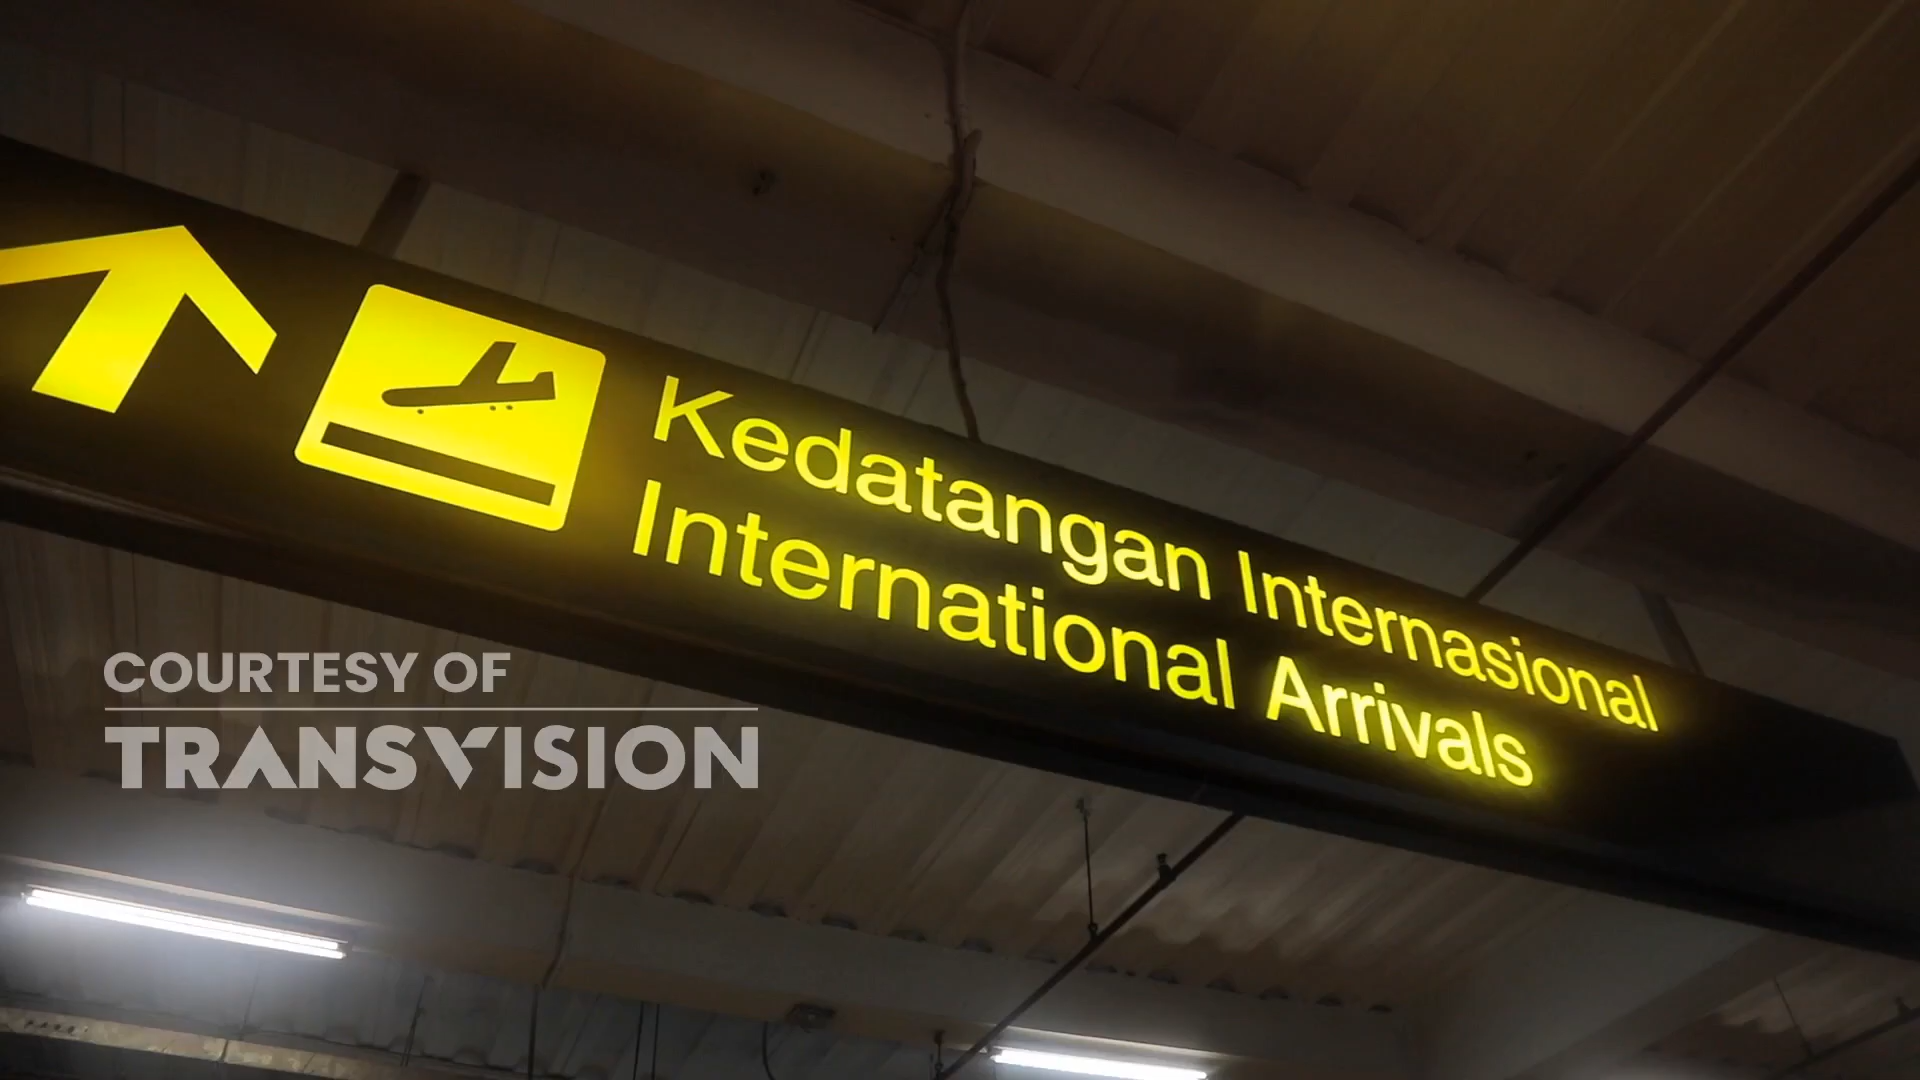 Kedatangan Internasional
International Arrivals
COURTESY OF
TRANSVISION